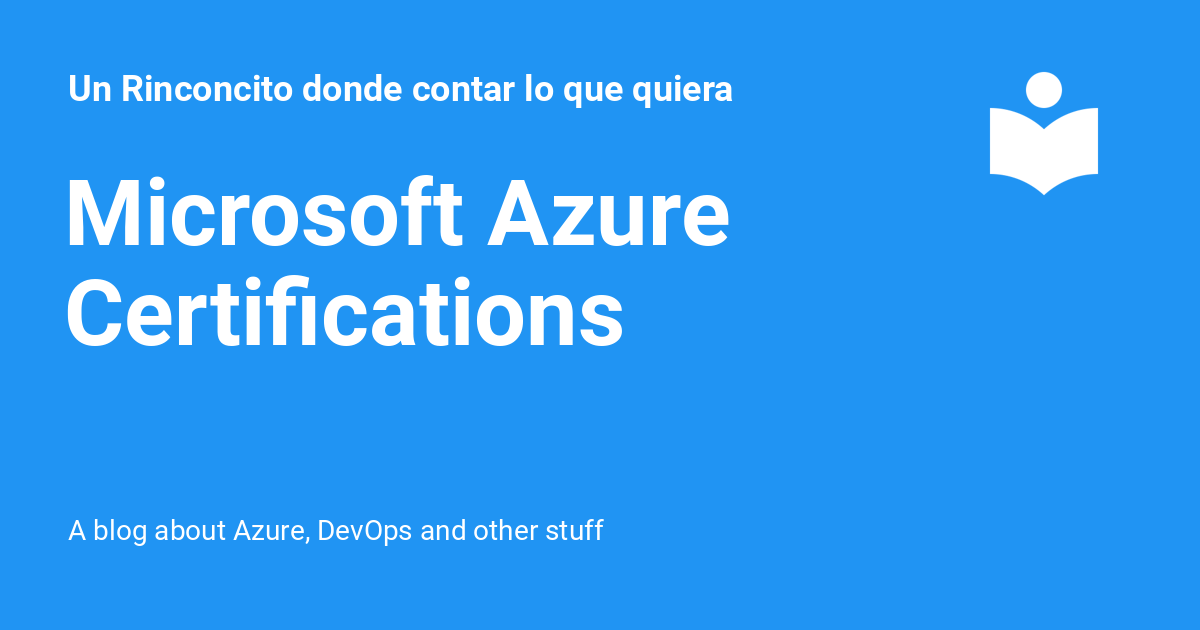 Un Rinconcito donde contar lo que quiera
Microsoft Azure
Certifications
A blog about Azure, DevOps and other stuff